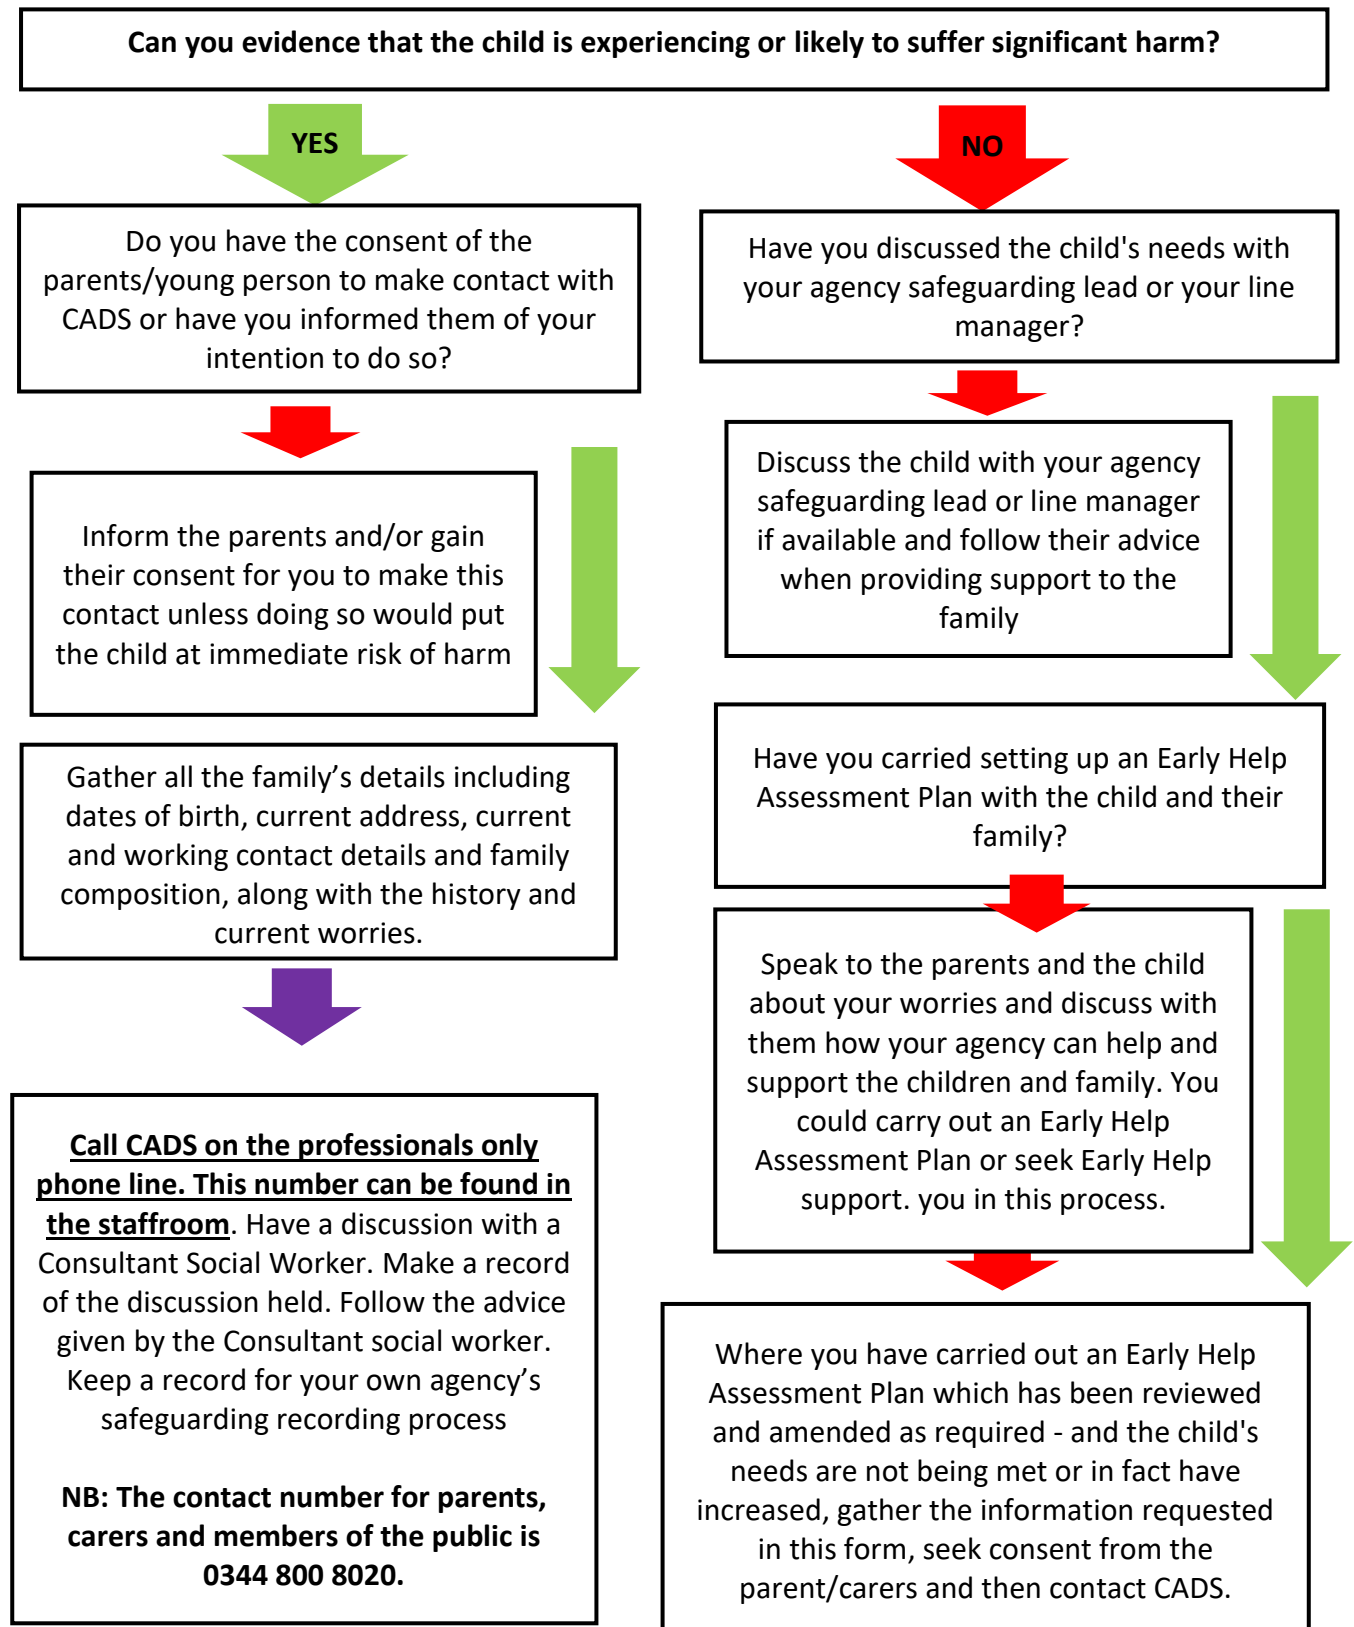 Can you evidence that the child is experiencing or likely to suffer significant harm?
YES
Do you have the consent of the
parents/young person to make contact with
CADS or have you informed them of your
intention to do so?
Inform the parents and/or gain
their consent for you to make this
contact unless doing so would put
the child at immediate risk of harm
Gather all the family’s details including
dates of birth, current address, current
and working contact details and family
composition, along with the history and
current worries.
Call CADS on the professionals only
phone line. This number can be found in
the staffroom. Have a discussion with a
Consultant Social Worker. Make a record
of the discussion held. Follow the advice
given by the Consultant social worker.
Keep a record for your own agency’s
safeguarding recording process
NB: The contact number for parents,
carers and members of the public is
0344 800 8020.
NO
Have you discussed the child's needs with
your agency safeguarding lead or your line
manager?
Discuss the child with your agency
safeguarding lead or line manager
if available and follow their advice
when providing support to the
family
Have you carried setting up an Early Help
Assessment Plan with the child and their
family?
Speak to the parents and the child
about your worries and discuss with
them how your agency can help and
support the children and family. You
could carry out an Early Help
Assessment Plan or seek Early Help
support. you in this process.
Where you have carried out an Early Help
Assessment Plan which has been reviewed
and amended as required - and the child's
needs are not being met or in fact have
increased, gather the information requested
in this form, seek consent from the
parent/carers and then contact CADS.